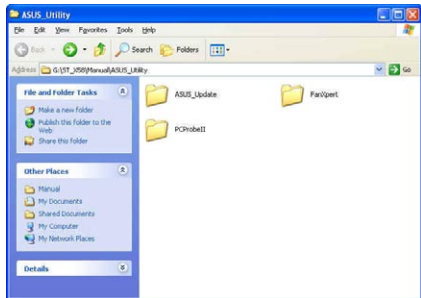 ASUS_Utility
File Edit View Favorites Tools Help
Back Search Folders
Address G:\ST_X58\Manual\ASUS_Utility Go
File and Folder Tasks
Make a new folder
Publish this folder to the
Web
Share this folder
Other Places
Manual
My Documents
Shared Documents
My Computer
My Network Places
Details
ASUS_Update FanXpert
PCProbeII